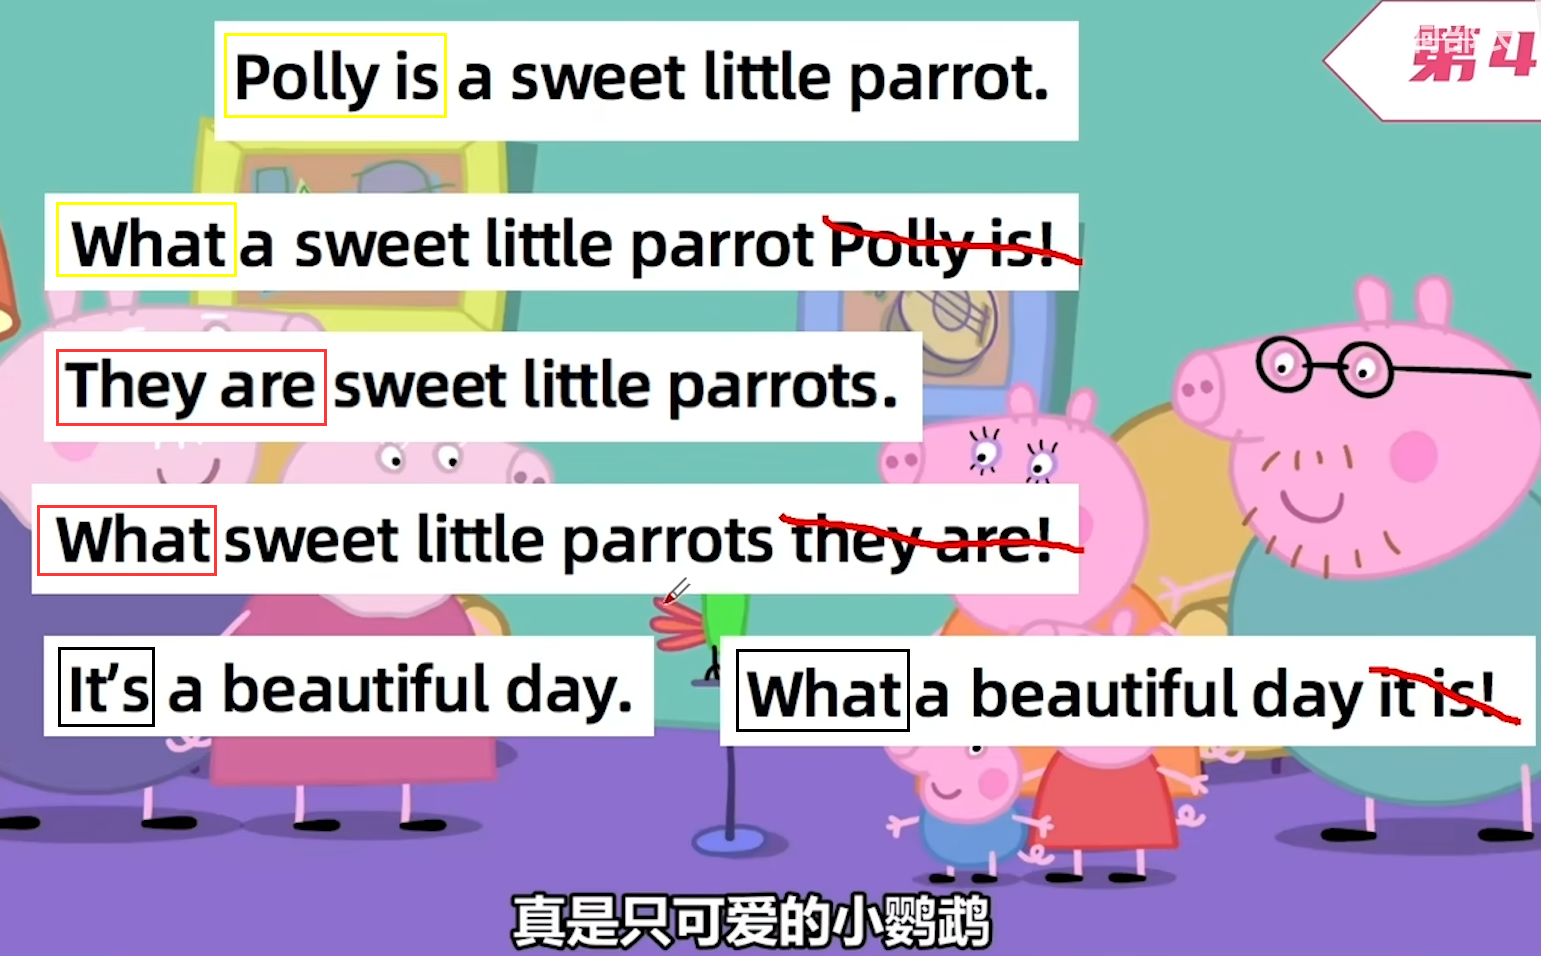 第4
Polly is a sweet little parrot.
What a sweet little parrot Polly is!
They are sweet little parrots.
What sweet little parrots they are!
It's a beautiful day.
What a beautiful day it is!
真是只可爱的小鹦鹉